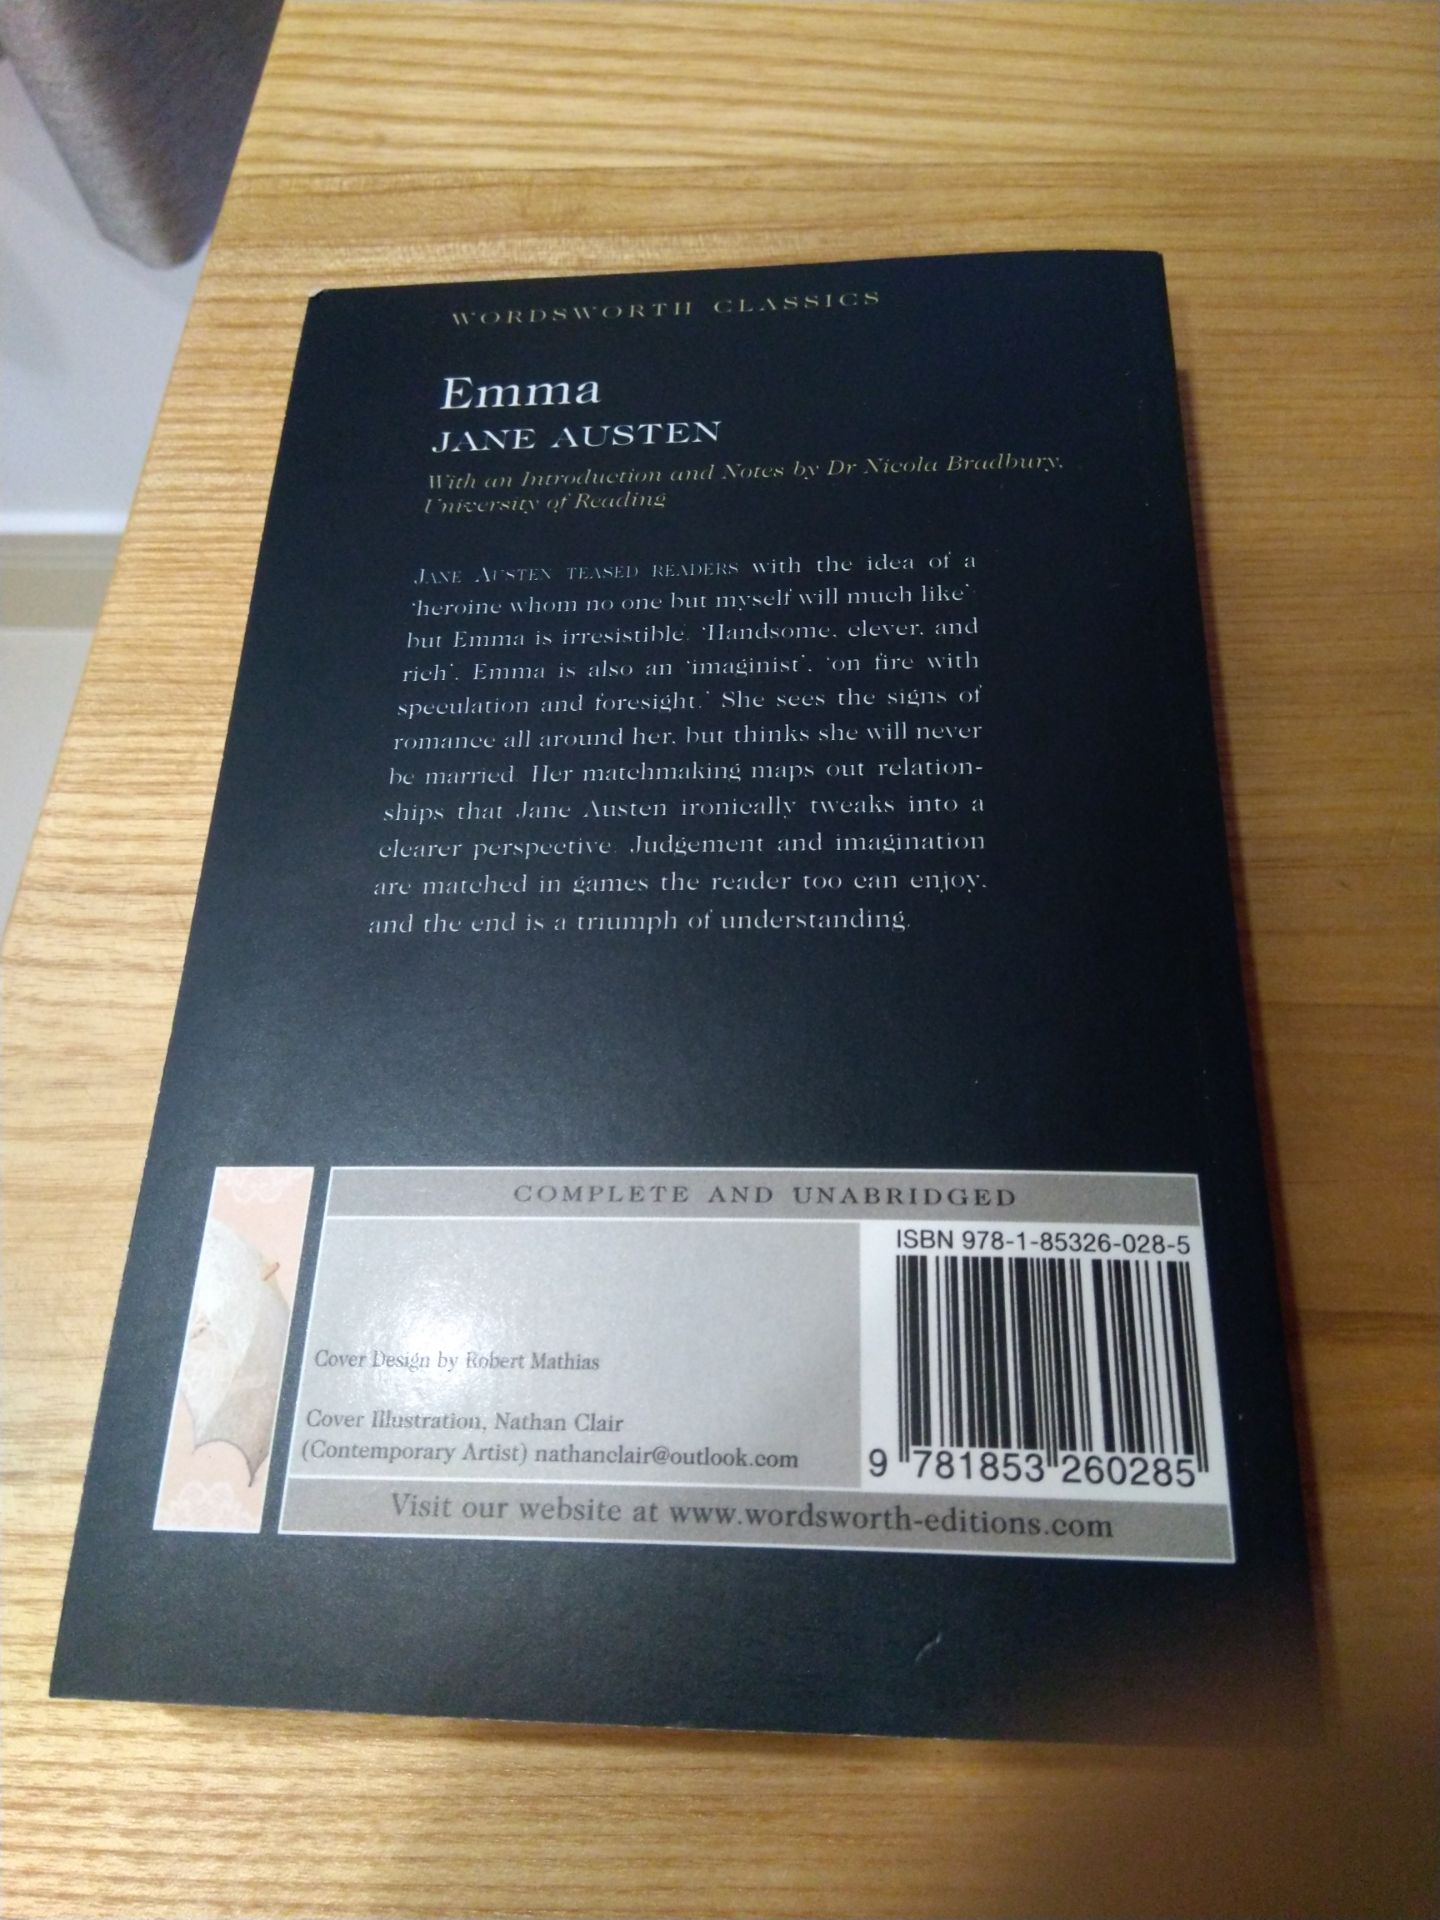 WORDSWORTH CLASSICS
Emma
JANE AUSTEN
With an Introduction and Notes by Dr Nicola Bradbury,
University of Reading
JANE AUSTEN TEASED READERS with the idea of a
'heroine whom no one but myself will much like'
but Emma is irresistible. 'Handsome, clever, and
rich', Emma is also an 'imaginist', 'on fire with
speculation and foresight.' She sees the signs of
romance all around her, but thinks she will never
be married. Her matchmaking maps out relation-
ships that Jane Austen ironically tweaks into a
clearer perspective. Judgement and imagination
are matched in games the reader too can enjoy,
and the end is a triumph of understanding.
COMPLETE AND UNABRIDGED
ISBN 978-1-85326-028-5
Cover Design by Robert Mathias
Cover Illustration, Nathan Clair
(Contemporary Artist) nathanclair@outlook.com
9 781853 260285
Visit our website at www.wordsworth-editions.com